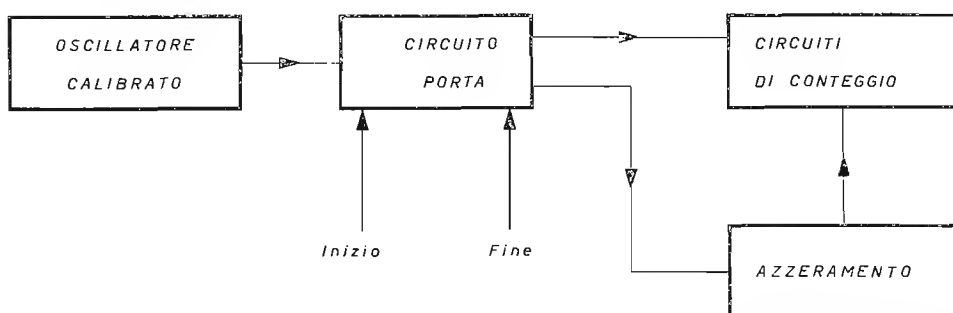 OSCILLATORE
CALIBRATO
CIRCUITO
PORTA
CIRCUITI
DI CONTEGGIO
Inizio
Fine
AZZERAMENTO